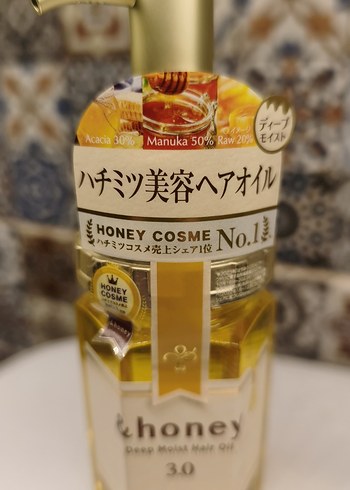 ディープ
モイスト
Acacia 30%
Manuka 50%
Raw 20%
ハチミツ美容ヘアオイル
HONEY COSME
ハチミツコスメ売上シェア1位
No.1
HONEY
COSME
&honey
&honey
Deep Moist Hair Oil
3.0